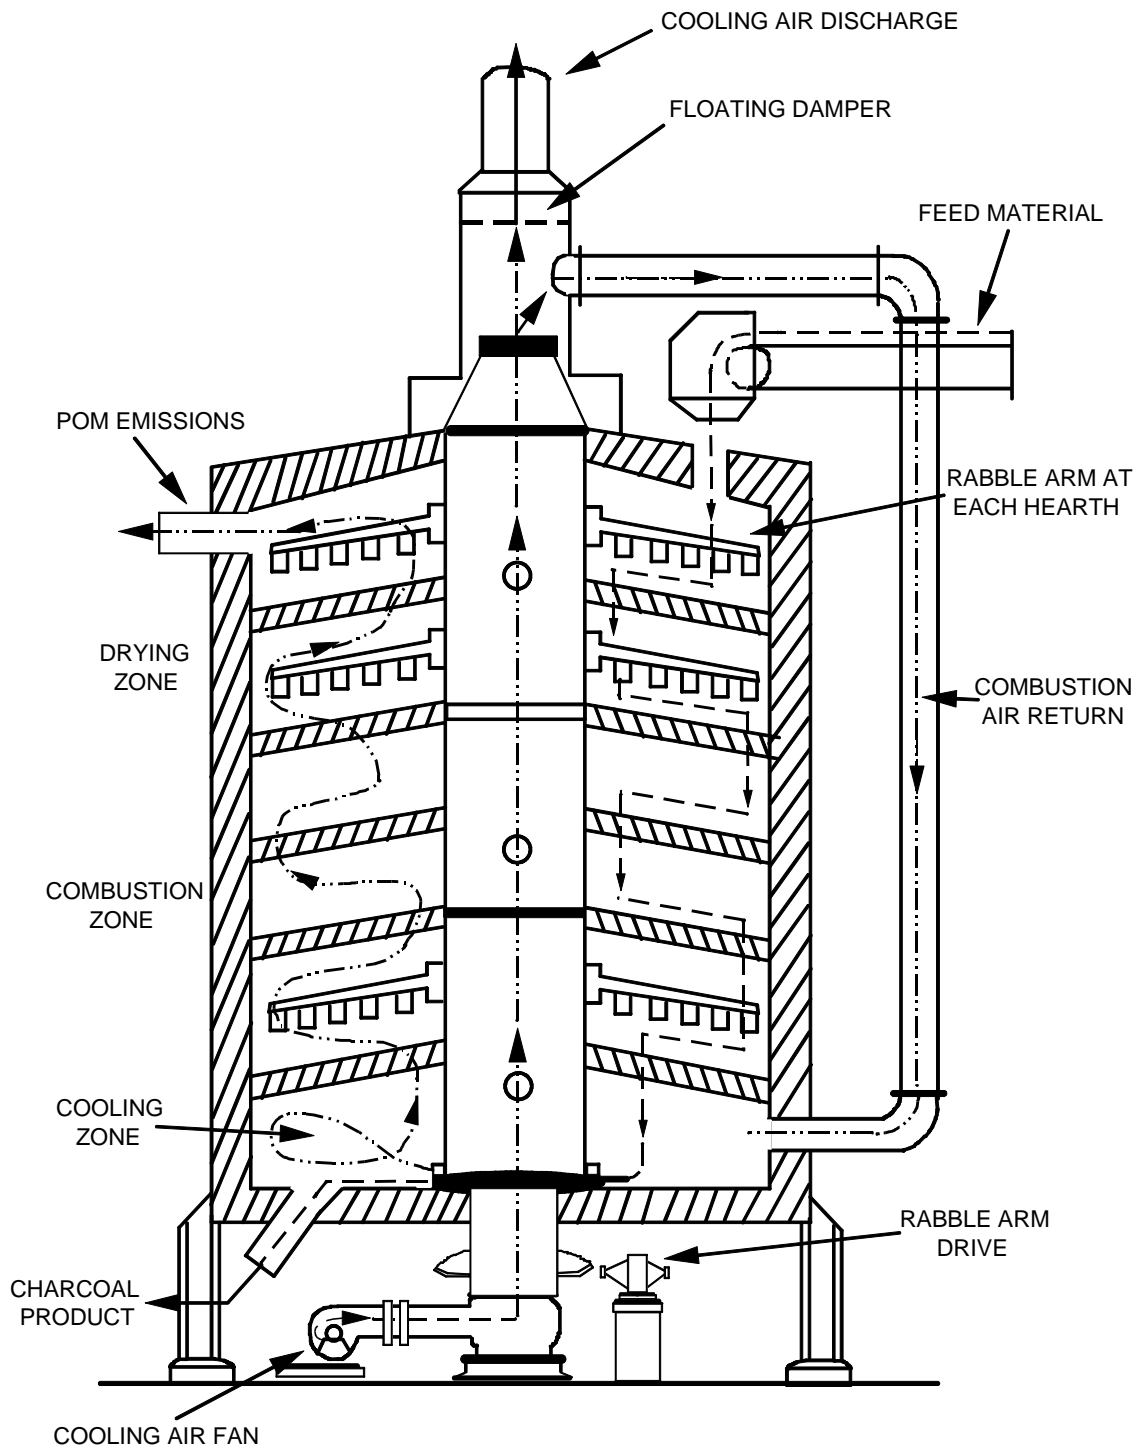 COOLING AIR DISCHARGE
FLOATING DAMPER
FEED MATERIAL
POM EMISSIONS
RABBLE ARM AT
EACH HEARTH
DRYING
ZONE
COMBUSTION
AIR RETURN
COMBUSTION
ZONE
COOLING
ZONE
RABBLE ARM
DRIVE
CHARCOAL
PRODUCT
COOLING AIR FAN